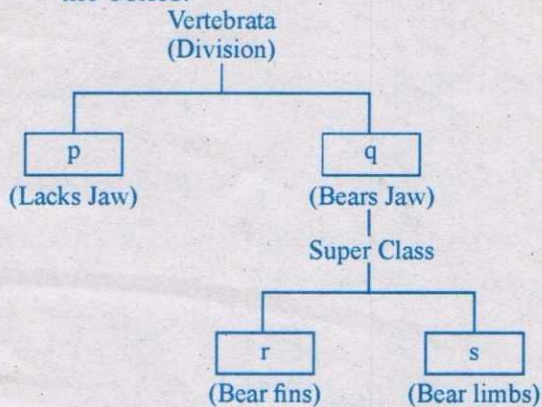 Vertebrata
(Division)
p
q
(Lacks Jaw)
(Bears Jaw)
Super Class
r
s
(Bear fins)
(Bear limbs)